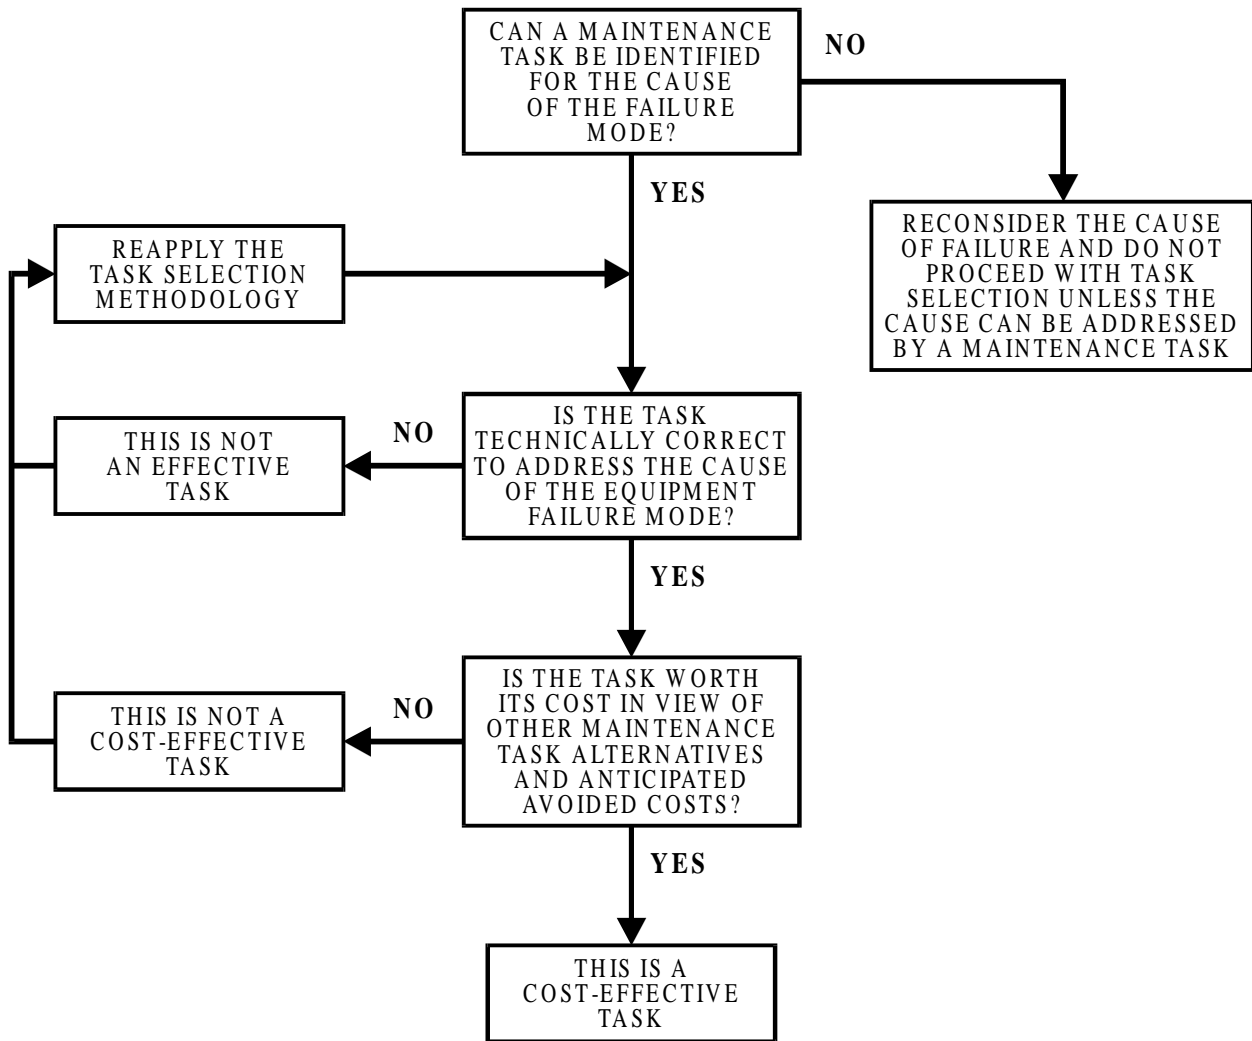 CAN A MAINTENANCE
TASK BE IDENTIFIED
FOR THE CAUSE
OF THE FAILURE
MODE?
NO
YES
RECONSIDER THE CAUSE
OF FAILURE AND DO NOT
PROCEED WITH TASK
SELECTION UNLESS THE
CAUSE CAN BE ADDRESSED
BY A MAINTENANCE TASK
REAPPLY THE
TASK SELECTION
METHODOLOGY
IS THE TASK
TECHNICALLY CORRECT
TO ADDRESS THE CAUSE
OF THE EQUIPMENT
FAILURE MODE?
NO
THIS IS NOT
AN EFFECTIVE
TASK
YES
IS THE TASK WORTH
ITS COST IN VIEW OF
OTHER MAINTENANCE
TASK ALTERNATIVES
AND ANTICIPATED
AVOIDED COSTS?
NO
THIS IS NOT A
COST-EFFECTIVE
TASK
YES
THIS IS A
COST-EFFECTIVE
TASK